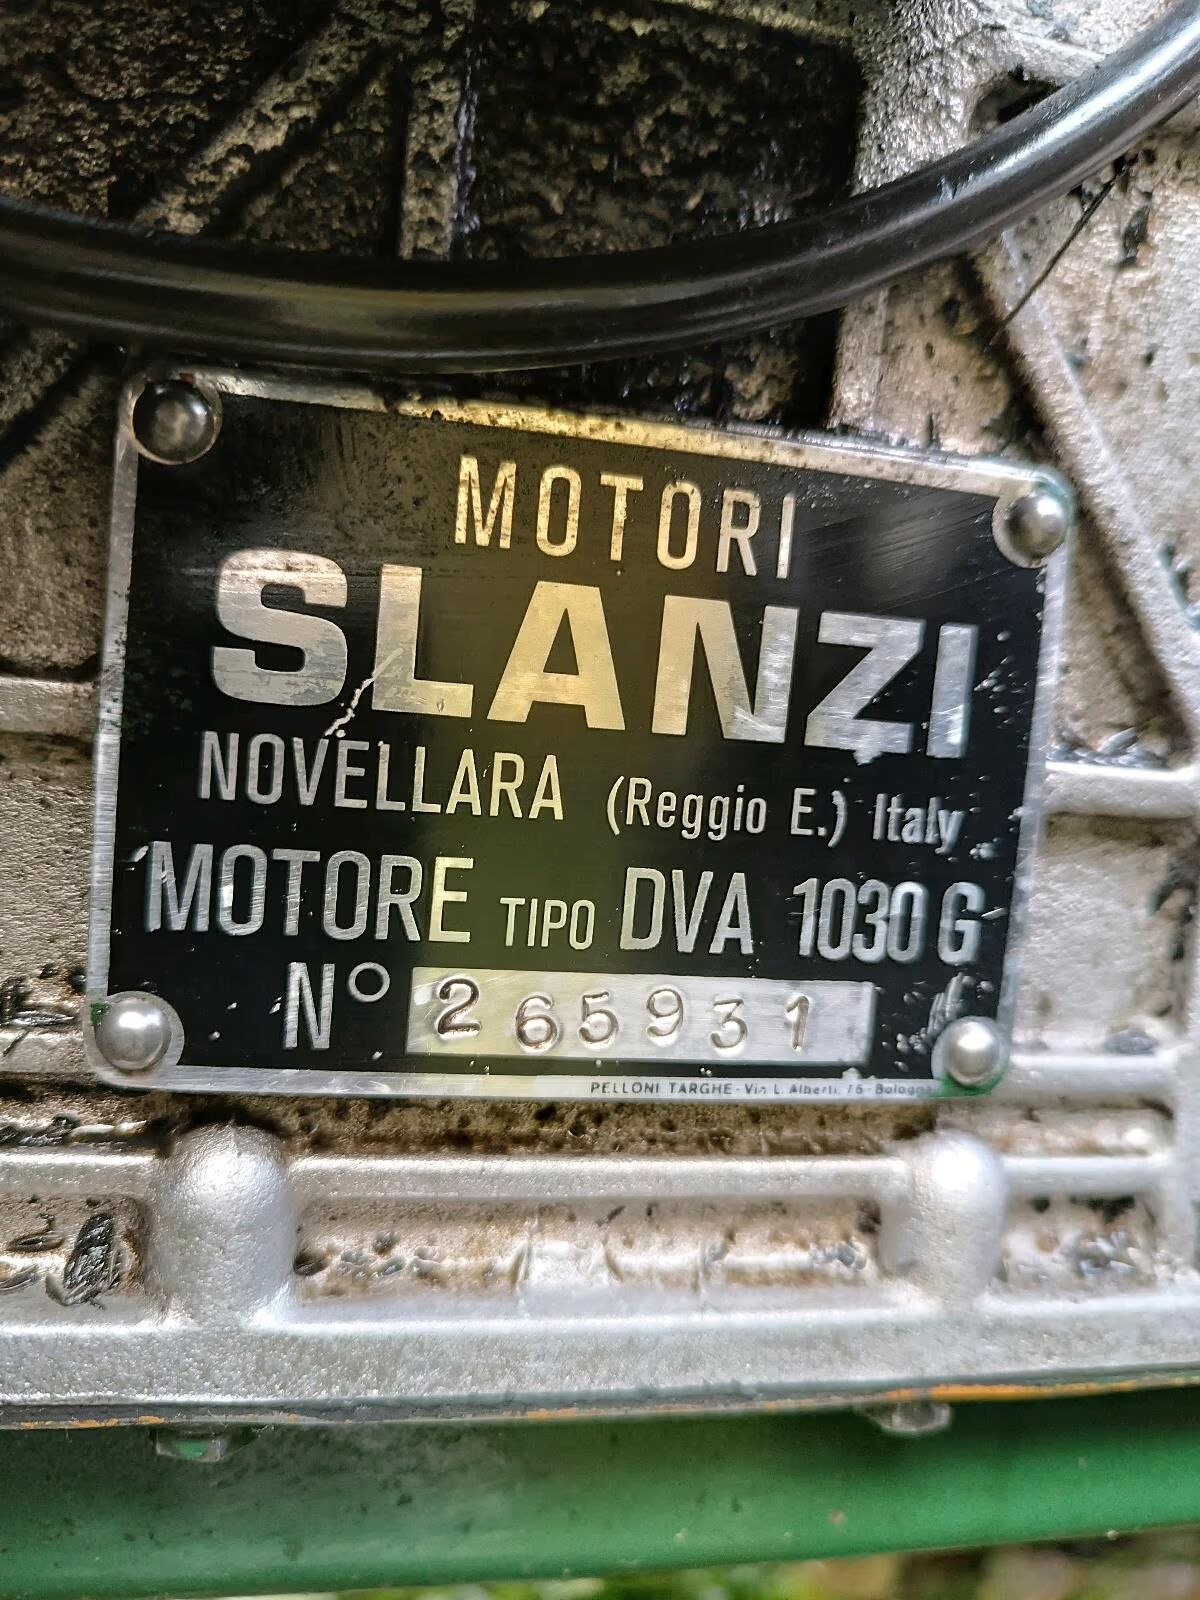 MOTORI
SLANZI
NOVELLARA (Reggio E.) Italy
MOTORE TIPO DVA 1030 G
N° 265931
PELLONI TARGHE - Via L. Alberti, 76 - Bologna